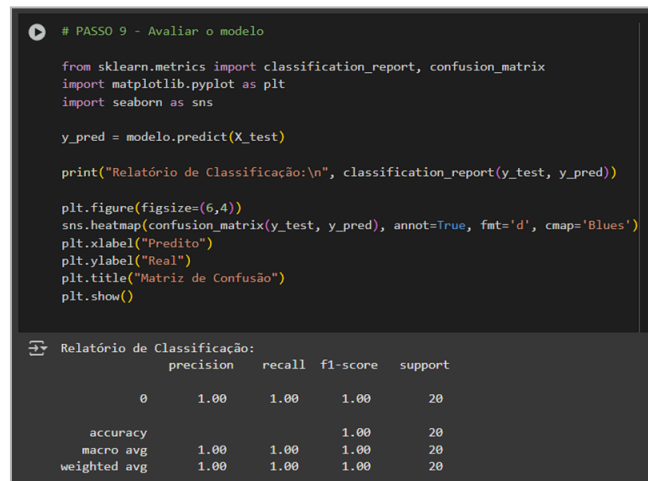 # PASSO 9 - Avaliar o modelo
from sklearn.metrics import classification_report, confusion_matrix
import matplotlib.pyplot as plt
import seaborn as sns
y_pred = modelo.predict(X_test)
print("Relatório de Classificação:\n", classification_report(y_test, y_pred))
plt.figure(figsize=(6,4))
sns.heatmap(confusion_matrix(y_test, y_pred), annot=True, fmt='d', cmap='Blues')
plt.xlabel("Predito")
plt.ylabel("Real")
plt.title("Matriz de Confusão")
plt.show()
Relatório de Classificação:
precision recall f1-score support
0 1.00 1.00 1.00 20
accuracy 1.00 20
macro avg 1.00 1.00 1.00 20
weighted avg 1.00 1.00 1.00 20